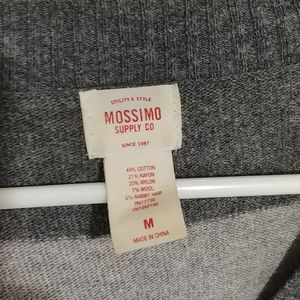 UTILITY & STYLE
MOSSIMO
SUPPLY CO
SINCE 1987
46% COTTON
21% RAYON
20% NYLON
7% WOOL
6% RABBIT HAIR
RN17730
M
MADE IN CHINA